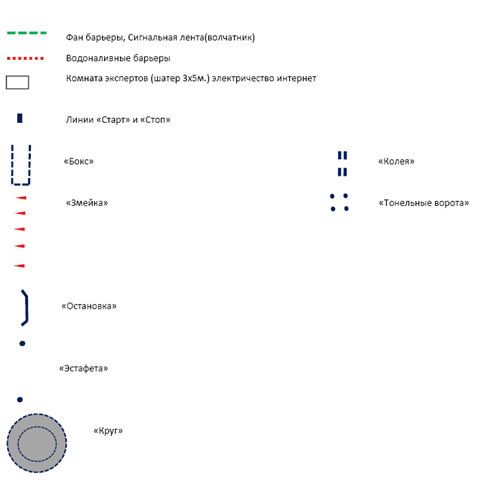 Фан барьеры, Сигнальная лента(волчатник)
Водоналивные барьеры
Комната экспертов (шатер 3х5м.) электричество интернет
Линии «Старт» и «Стоп»
«Бокс»
«Колея»
«Змейка»
«Тонельные ворота»
«Остановка»
«Эстафета»
«Круг»